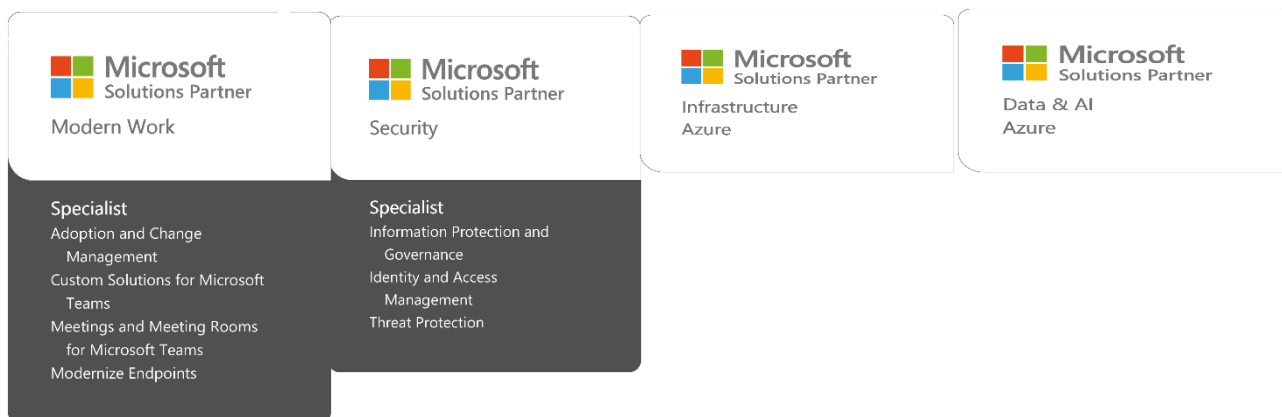 Microsoft
Solutions Partner
Modern Work
Specialist
Adoption and Change
Management
Custom Solutions for Microsoft
Teams
Meetings and Meeting Rooms
for Microsoft Teams
Modernize Endpoints
Microsoft
Solutions Partner
Security
Specialist
Information Protection and
Governance
Identity and Access
Management
Threat Protection
Microsoft
Solutions Partner
Infrastructure
Azure
Microsoft
Solutions Partner
Data & AI
Azure